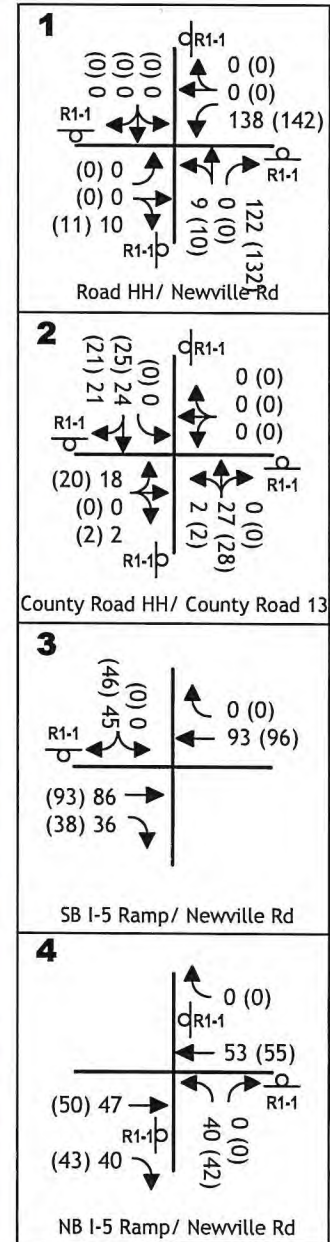 1
R1-1
(0) 0
(0) 0
(0) 0
0 (0)
0 (0)
138 (142)
R1-1
(0) 0
(0) 0
(11) 10
R1-1
9 (10)
0 (0)
122 (132)
R1-1
Road HH/ Newville Rd
2
R1-1
(21) 21
(25) 24
(0) 0
0 (0)
0 (0)
0 (0)
R1-1
(20) 18
(0) 0
(2) 2
R1-1
2 (2)
27 (28)
0 (0)
R1-1
County Road HH/ County Road 13
3
(46) 45
(0) 0
R1-1
0 (0)
93 (96)
(93) 86
(38) 36
SB I-5 Ramp/ Newville Rd
4
0 (0)
R1-1
53 (55)
(50) 47
(43) 40
R1-1
40 (42)
0 (0)
R1-1
NB I-5 Ramp/ Newville Rd